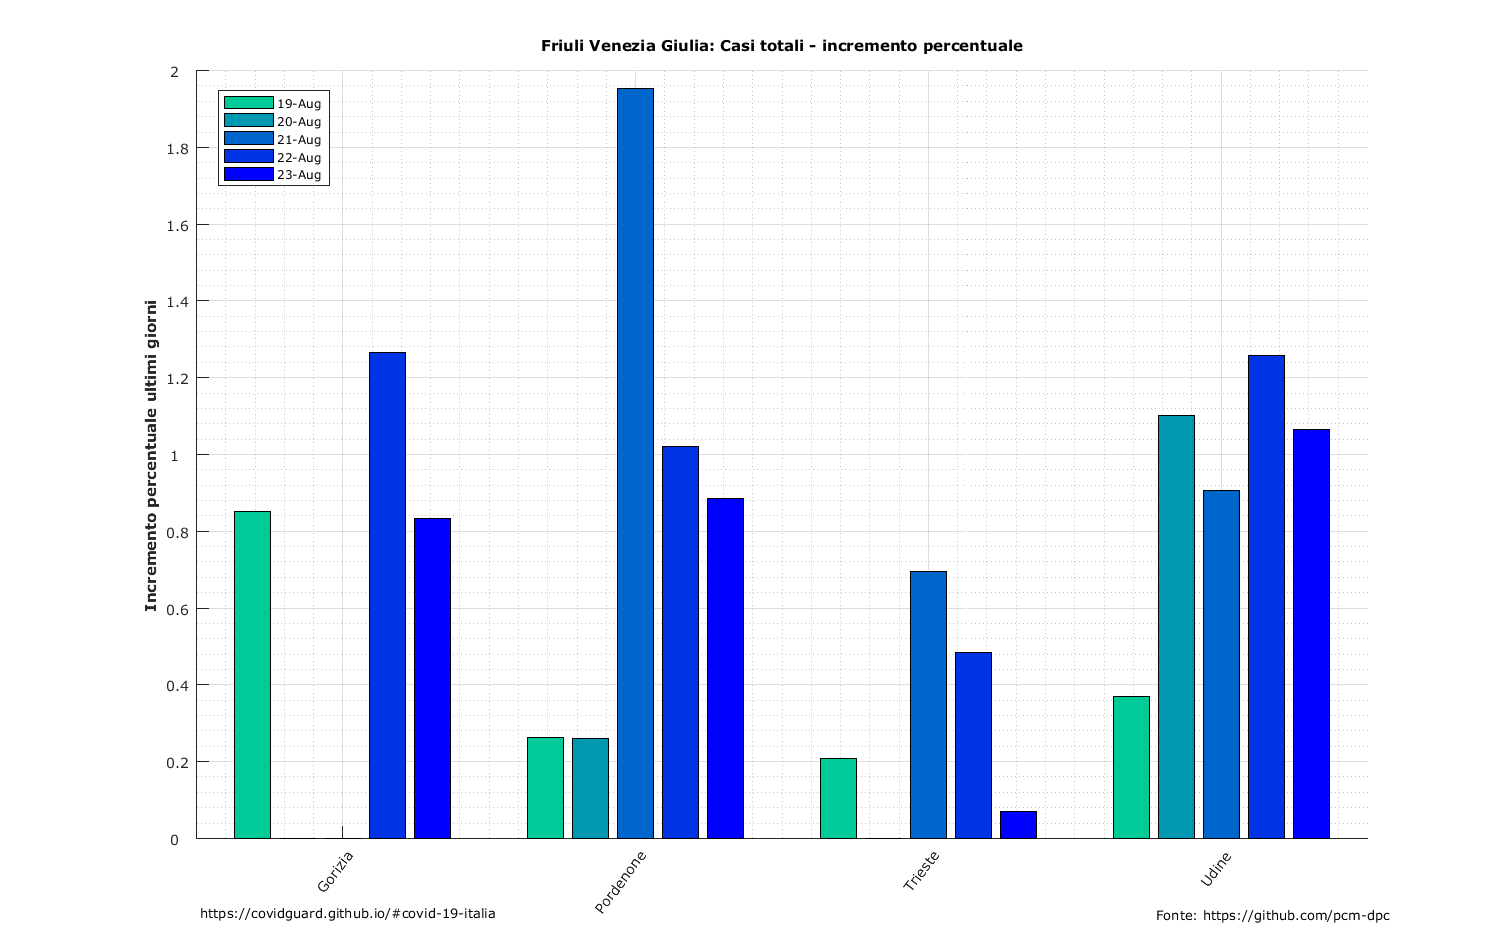 Friuli Venezia Giulia: Casi totali - incremento percentuale
2
1.8
1.6
1.4
1.2
1
0.8
0.6
0.4
0.2
0
Incremento percentuale ultimi giorni
19-Aug
20-Aug
21-Aug
22-Aug
23-Aug
Gorizia
Pordenone
Trieste
Udine
https://covidguard.github.io/#covid-19-italia
Fonte: https://github.com/pcm-dpc